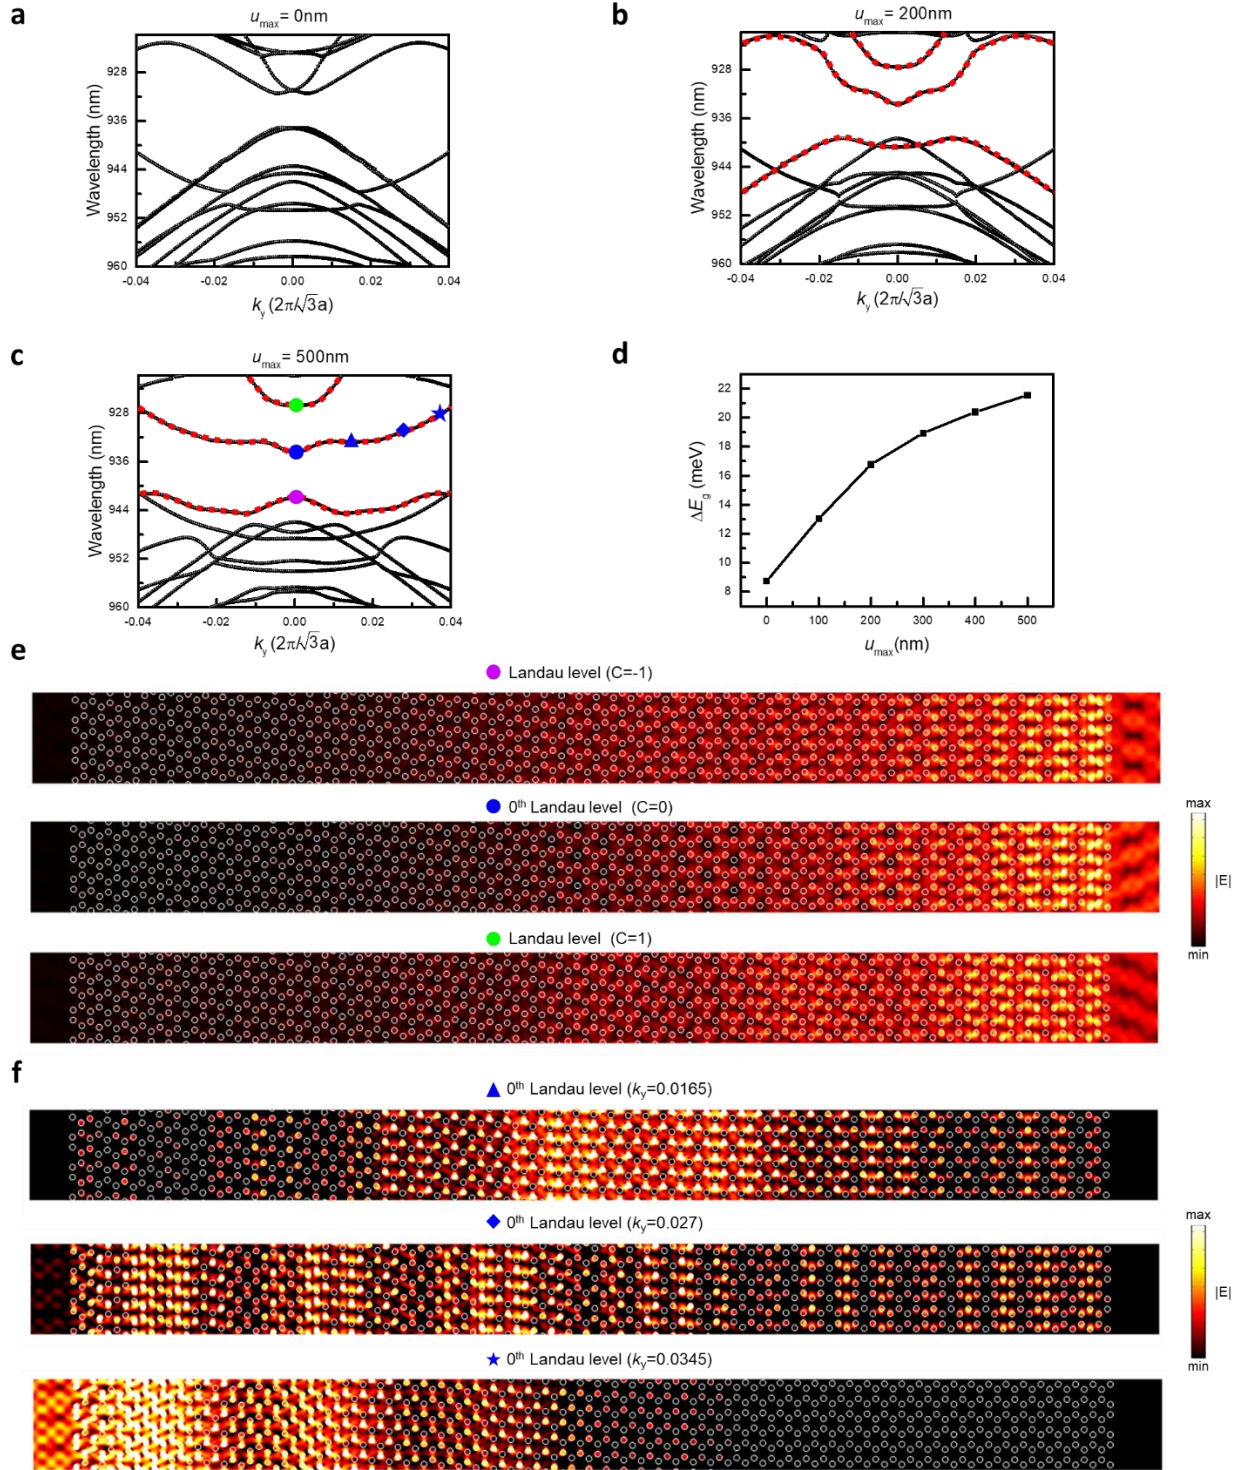 a
u_max= 0nm
b
u_max = 200nm
Wavelength (nm)
928
936
944
952
960
-0.04 -0.02 0.00 0.02 0.04
k_y (2π/√3a)
Wavelength (nm)
928
936
944
952
960
-0.04 -0.02 0.00 0.02 0.04
k_y (2π/√3a)
c
u_max = 500nm
d
Wavelength (nm)
928
936
944
952
960
-0.04 -0.02 0.00 0.02 0.04
k_y (2π/√3a)
ΔE_g (meV)
22
20
18
16
14
12
10
8
0 100 200 300 400 500
u_max(nm)
e
Landau level (C=-1)
0th Landau level (C=0)
Landau level (C=1)
max
|E|
min
f
0th Landau level (k_y=0.0165)
0th Landau level (k_y=0.027)
0th Landau level (k_y=0.0345)
max
|E|
min